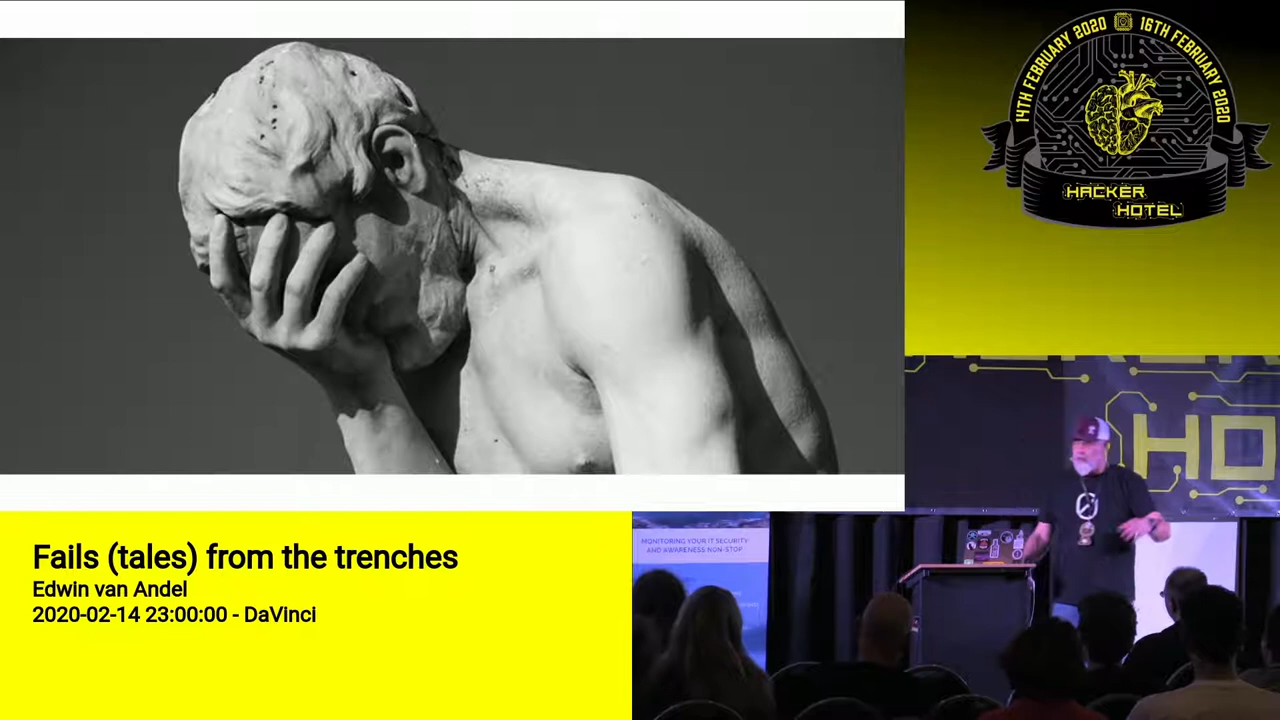 14TH FEBRUARY 2020
16TH FEBRUARY 2020
HACKER
HOTEL
HO
MONITORING YOUR IT SECURITY
AND AWARENESS NON-STOP
Fails (tales) from the trenches
Edwin van Andel
2020-02-14 23:00:00 - DaVinci